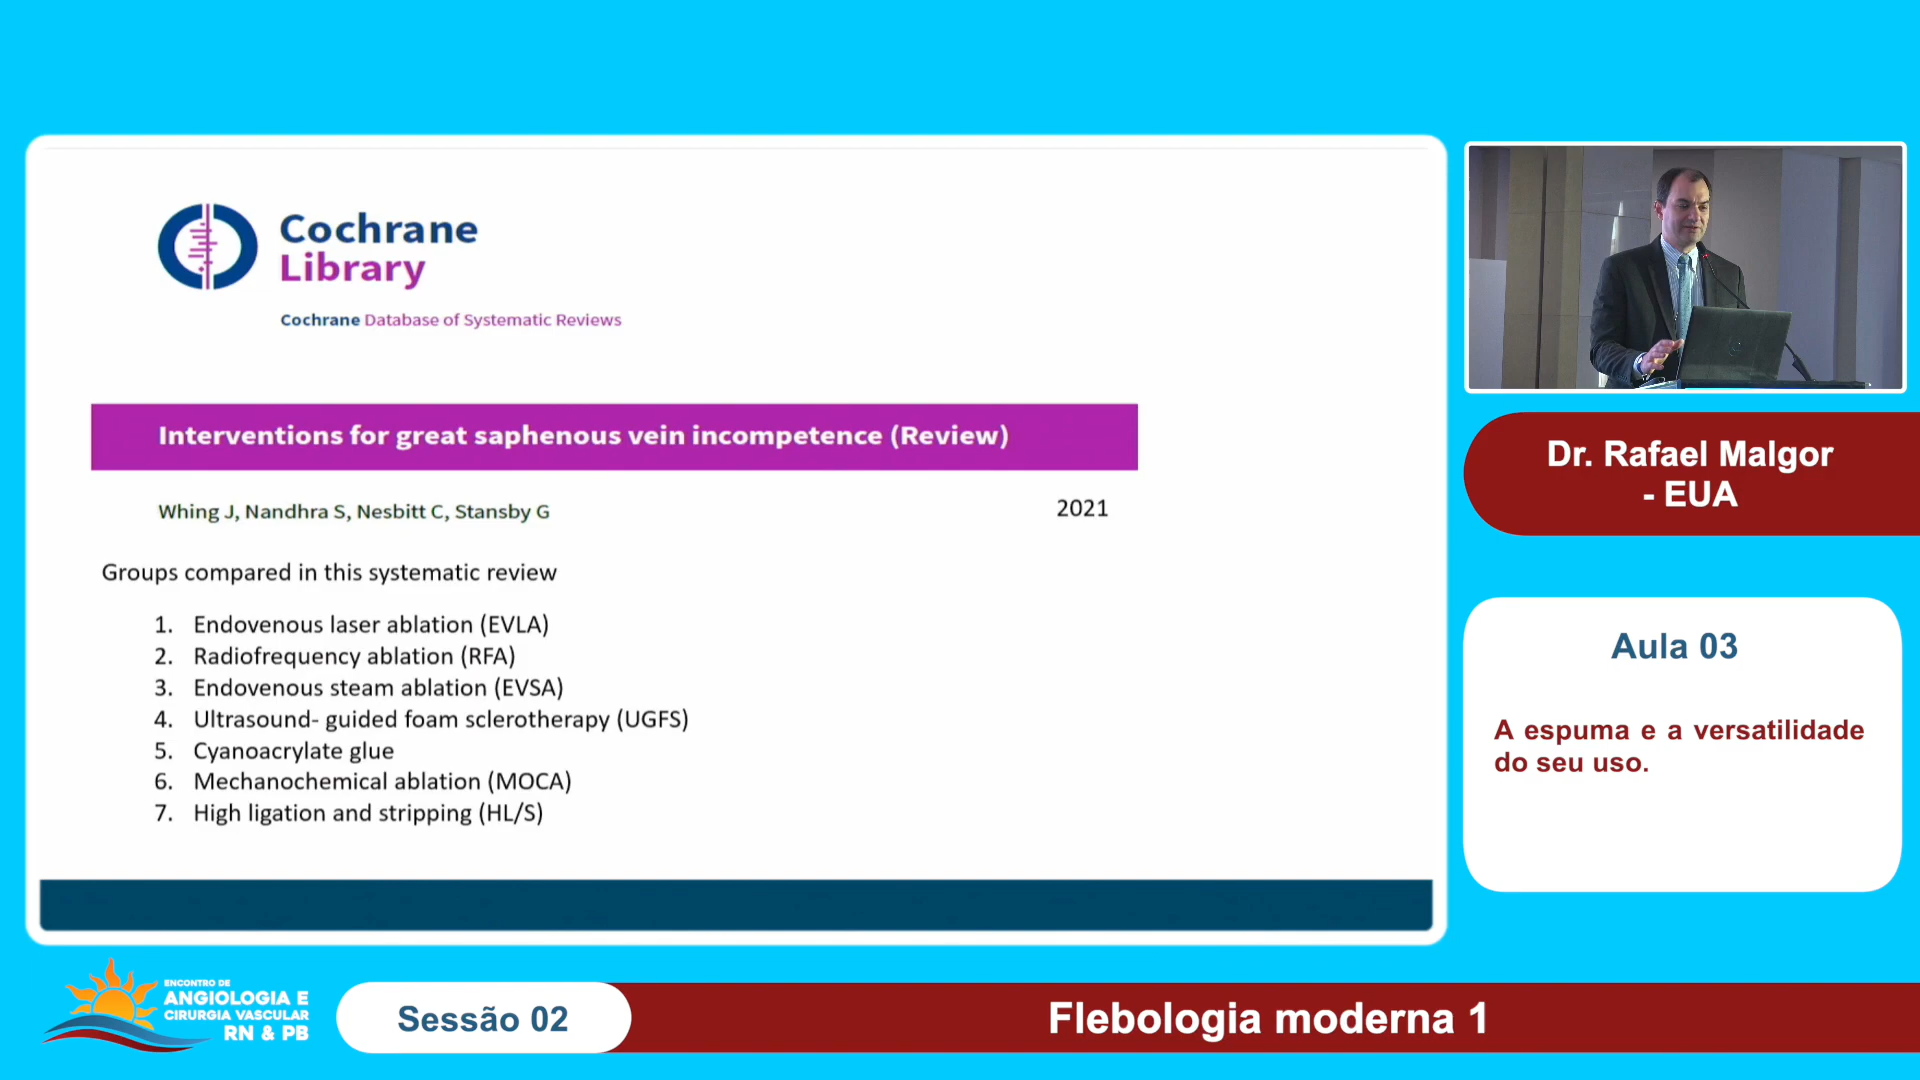 Cochrane
Library
Cochrane Database of Systematic Reviews
Interventions for great saphenous vein incompetence (Review)
Whing J, Nandhra S, Nesbitt C, Stansby G
2021
Groups compared in this systematic review
1. Endovenous laser ablation (EVLA)
2. Radiofrequency ablation (RFA)
3. Endovenous steam ablation (EVSA)
4. Ultrasound- guided foam sclerotherapy (UGFS)
5. Cyanoacrylate glue
6. Mechanochemical ablation (MOCA)
7. High ligation and stripping (HL/S)
Dr. Rafael Malgor
- EUA
Aula 03
A espuma e a versatilidade
do seu uso.
ENCONTRO DE
ANGIOLOGIA E
CIRURGIA VASCULAR
RN & PB
Sessão 02
Flebologia moderna 1